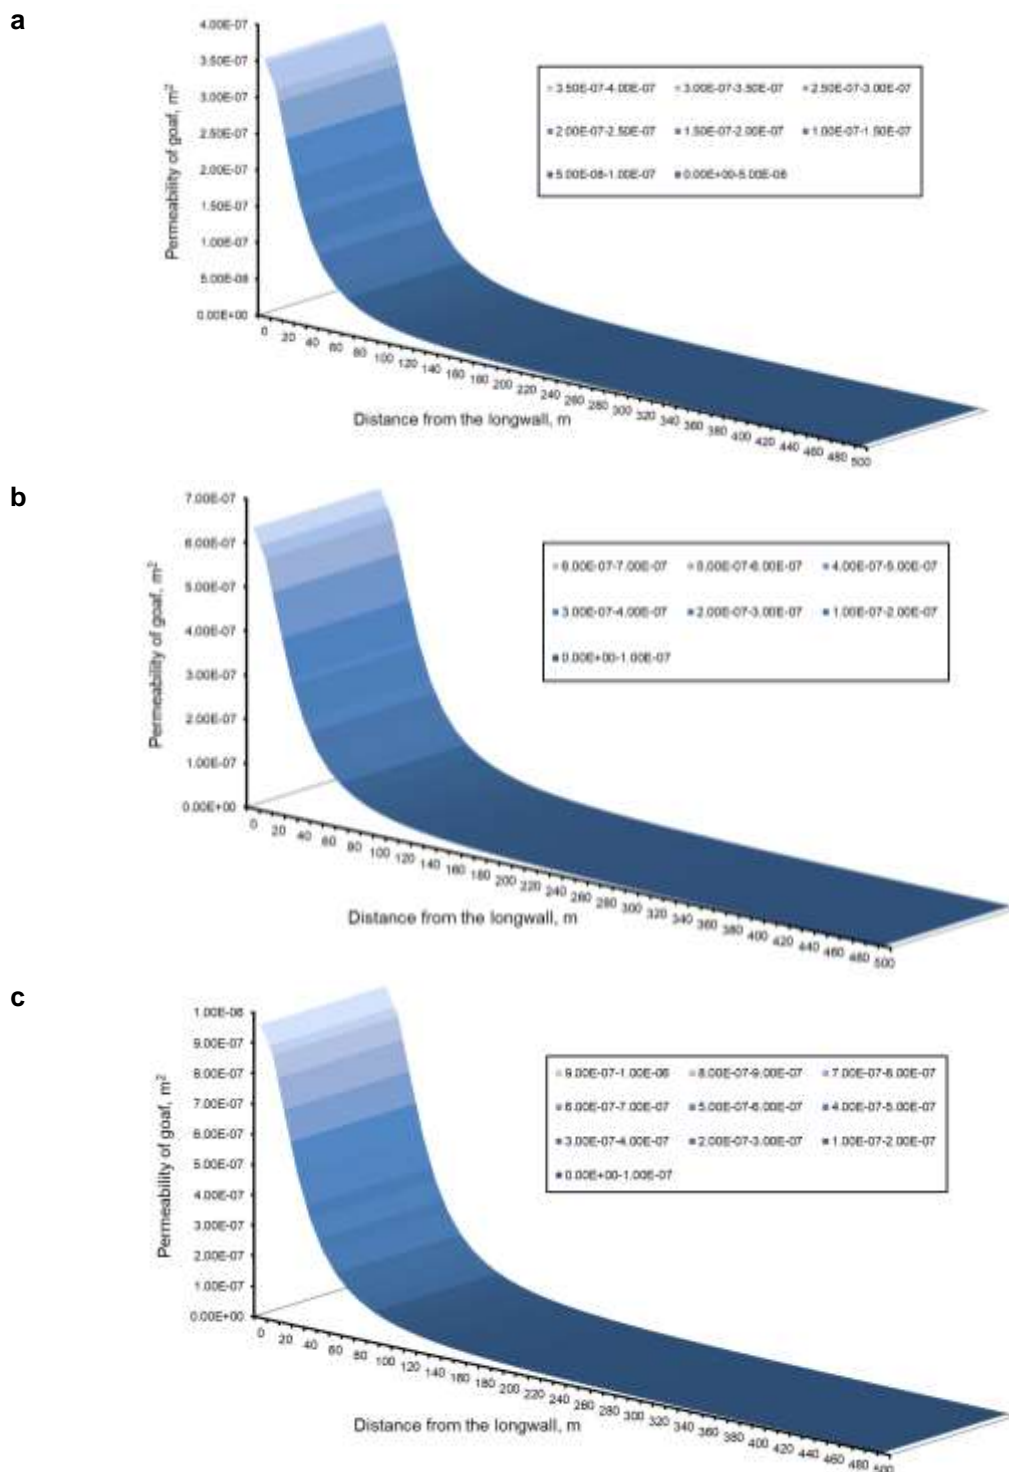 a
4.00E-07
3.50E-07
3.00E-07
2.50E-07
2.00E-07
1.50E-07
1.00E-07
5.00E-08
0.00E+00
Permeability of goaf, m²
3.50E-07-4.00E-07 3.00E-07-3.50E-07 2.50E-07-3.00E-07
2.00E-07-2.50E-07 1.50E-07-2.00E-07 1.00E-07-1.50E-07
5.00E-08-1.00E-07 0.00E+00-5.00E-08
0 20 40 60 80 100 120 140 160 180 200 220 240 260 280 300 320 340 360 380 400 420 440 460 480 500
Distance from the longwall, m
b
7.00E-07
6.00E-07
5.00E-07
4.00E-07
3.00E-07
2.00E-07
1.00E-07
0.00E+00
Permeability of goaf, m²
6.00E-07-7.00E-07 5.00E-07-6.00E-07 4.00E-07-5.00E-07
3.00E-07-4.00E-07 2.00E-07-3.00E-07 1.00E-07-2.00E-07
0.00E+00-1.00E-07
0 20 40 60 80 100 120 140 160 180 200 220 240 260 280 300 320 340 360 380 400 420 440 460 480 500
Distance from the longwall, m
c
1.00E-06
9.00E-07
8.00E-07
7.00E-07
6.00E-07
5.00E-07
4.00E-07
3.00E-07
2.00E-07
1.00E-07
0.00E+00
Permeability of goaf, m²
9.00E-07-1.00E-06 8.00E-07-9.00E-07 7.00E-07-8.00E-07
6.00E-07-7.00E-07 5.00E-07-6.00E-07 4.00E-07-5.00E-07
3.00E-07-4.00E-07 2.00E-07-3.00E-07 1.00E-07-2.00E-07
0.00E+00-1.00E-07
0 20 40 60 80 100 120 140 160 180 200 220 240 260 280 300 320 340 360 380 400 420 440 460 480 500
Distance from the longwall, m